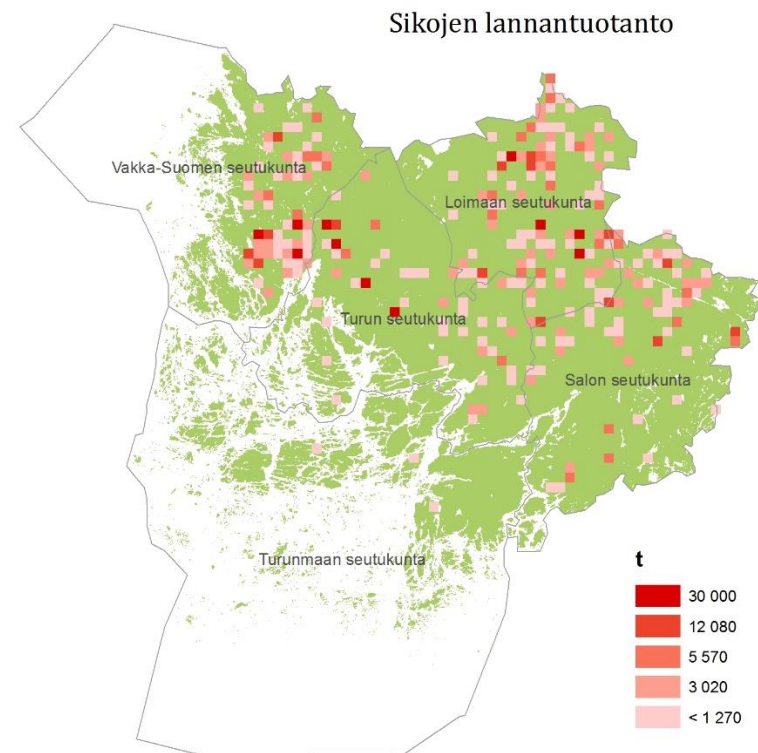 Sikojen lannantuotanto
Vakka-Suomen seutukunta
Loimaan seutukunta
Turun seutukunta
Salon seutukunta
Turunmaan seutukunta
t
30 000
12 080
5 570
3 020
< 1 270